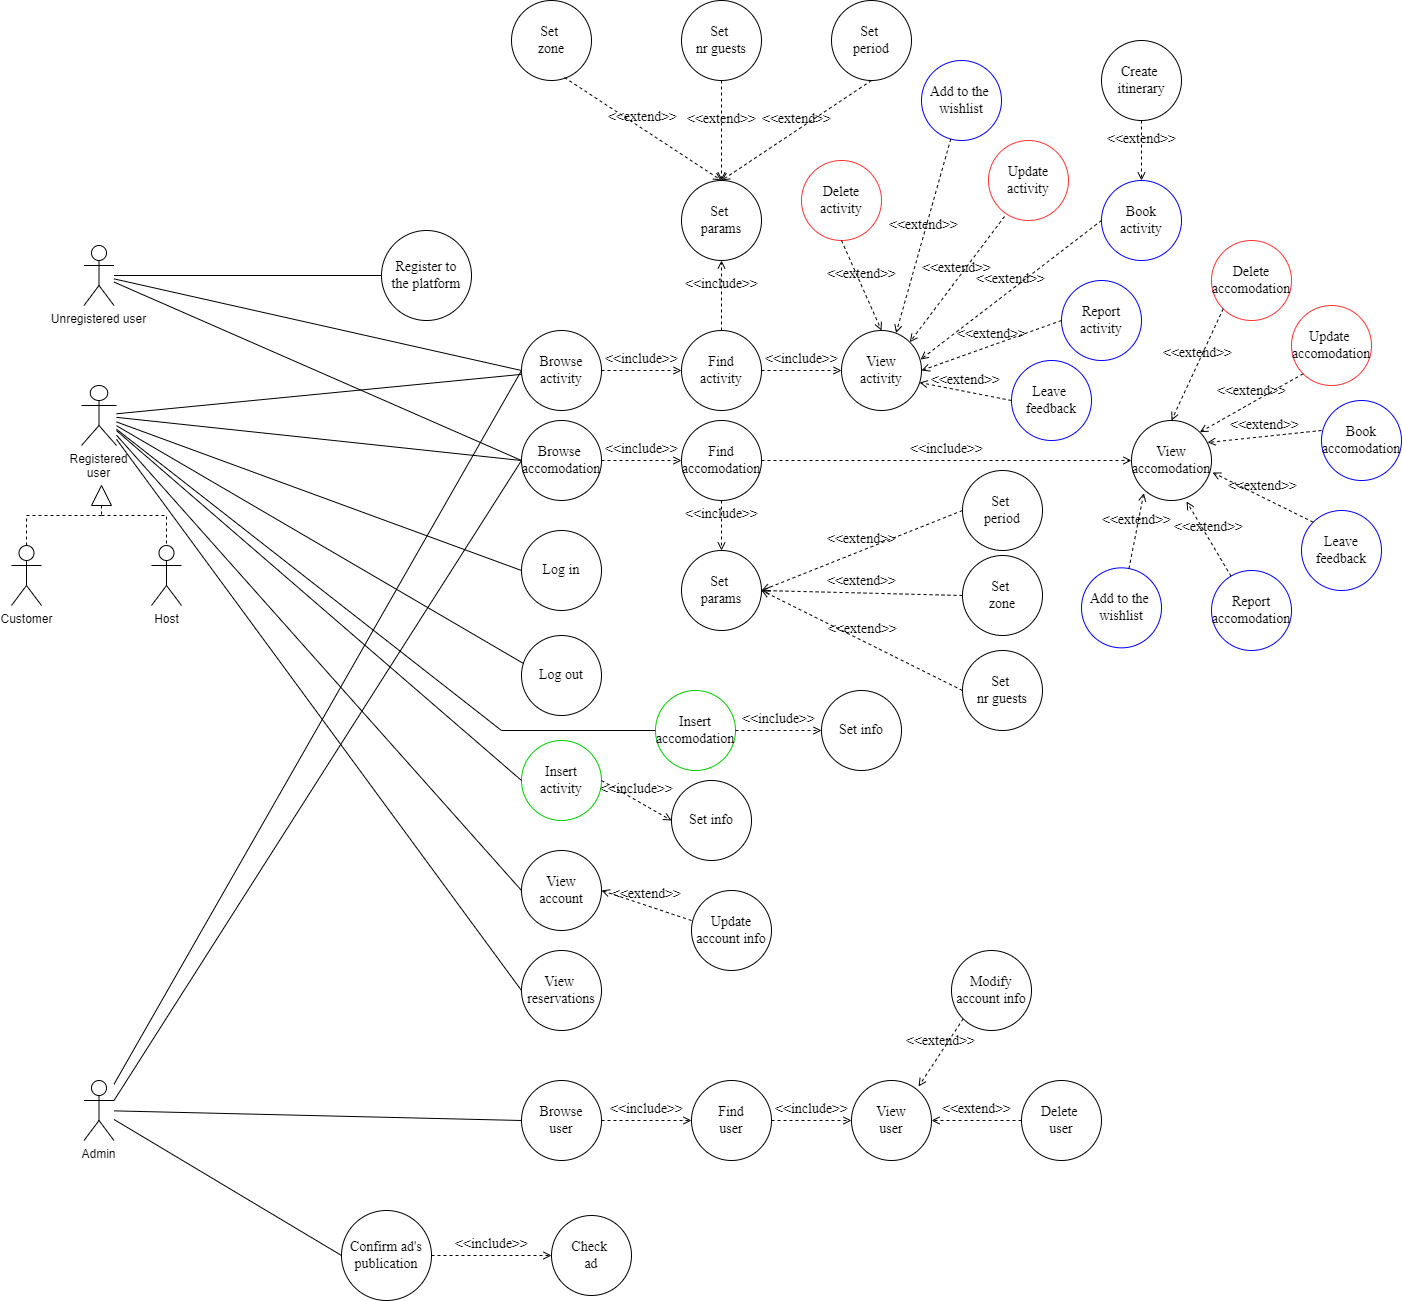 Set
zone
Set
nr guests
Set
period
Add to the
wishlist
Create
itinerary
<<extend>>
<<extend>>
<<extend>>
<<extend>>
Delete
activity
Update
activity
Set
params
Book
activity
<<extend>>
Unregistered user
Register to
the platform
<<include>>
<<extend>>
<<extend>>
<<extend>>
Delete
accomodation
Report
activity
<<extend>>
Update
accomodation
<<extend>>
Browse
activity
<<include>>
Find
activity
<<include>>
View
activity
<<extend>>
Leave
feedback
<<extend>>
<<extend>>
Registered
user
Browse
accomodation
<<include>>
Find
accomodation
<<include>>
View
accomodation
Book
accomodation
<<extend>>
<<include>>
Set
period
<<extend>>
<<extend>>
<<extend>>
Leave
feedback
Customer
Host
Log in
Set
params
<<extend>>
<<extend>>
Set
zone
<<extend>>
Add to the
wishlist
Report
accomodation
Log out
Set
nr guests
Insert
accomodation
<<include>>
Set info
Insert
activity
<<include>>
Set info
View
account
<<extend>>
Update
account info
View
reservations
Modify
account info
<<extend>>
Admin
Browse
user
<<include>>
Find
user
<<include>>
View
user
<<extend>>
Delete
user
Confirm ad's
publication
<<include>>
Check
ad